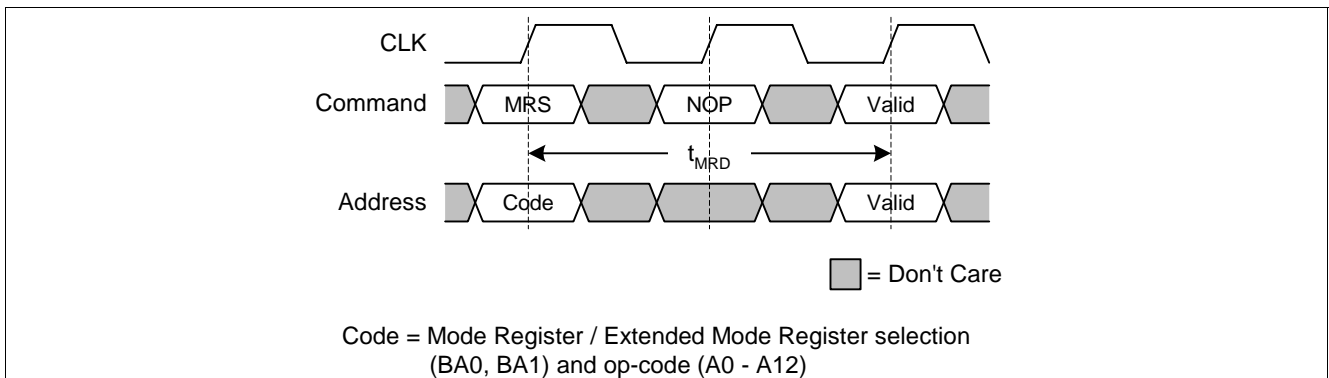 CLK
Command MRS NOP Valid
tMRD
Address Code Valid
= Don't Care
Code = Mode Register / Extended Mode Register selection
(BA0, BA1) and op-code (A0 - A12)